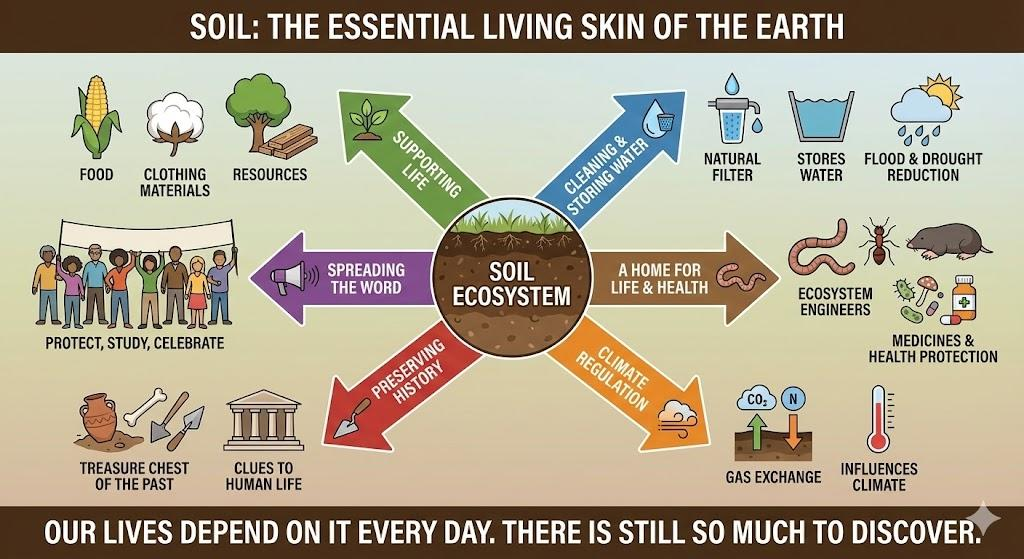 SOIL: THE ESSENTIAL LIVING SKIN OF THE EARTH
FOOD
CLOTHING
MATERIALS
RESOURCES
SUPPORTING
LIFE
CLEANING &
STORING WATER
NATURAL
FILTER
STORES
WATER
FLOOD & DROUGHT
REDUCTION
PROTECT, STUDY, CELEBRATE
SPREADING
THE WORD
SOIL
ECOSYSTEM
A HOME FOR
LIFE & HEALTH
ECOSYSTEM
ENGINEERS
MEDICINES &
HEALTH PROTECTION
TREASURE CHEST
OF THE PAST
CLUES TO
HUMAN LIFE
PRESERVING
HISTORY
CLIMATE
REGULATION
CO₂
N
GAS EXCHANGE
INFLUENCES
CLIMATE
OUR LIVES DEPEND ON IT EVERY DAY. THERE IS STILL SO MUCH TO DISCOVER.